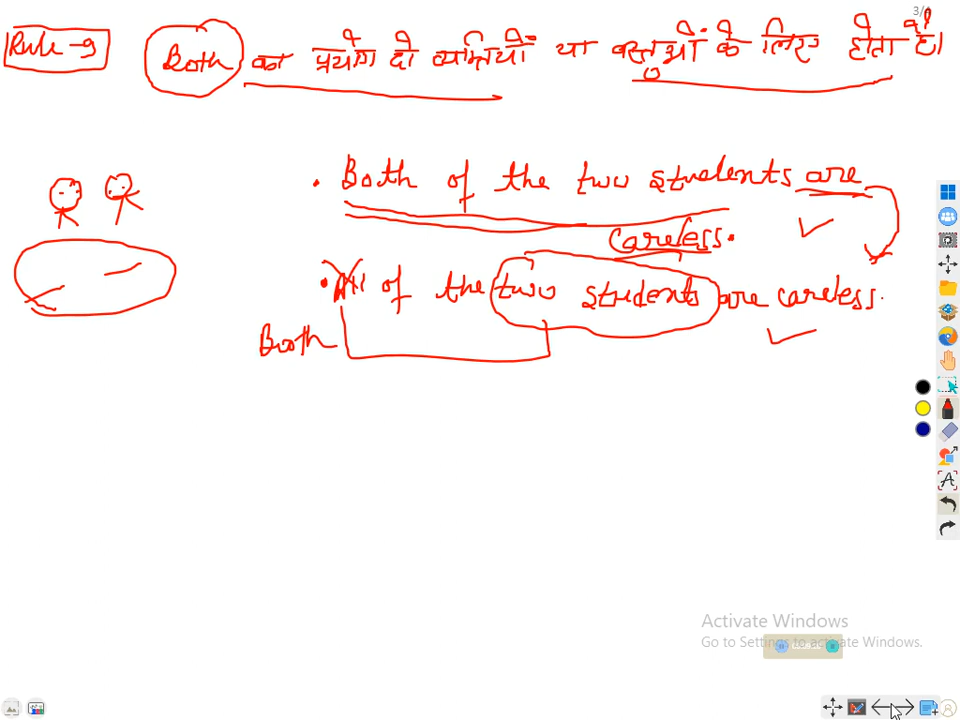 3/4
Rule-9 Both का प्रयोग दो व्यक्तियों या वस्तुओं के लिए होता है।
• Both of the two students are
careless.
• All of the two students are careless.
Both
Activate Windows
Go to Settings to activate Windows.